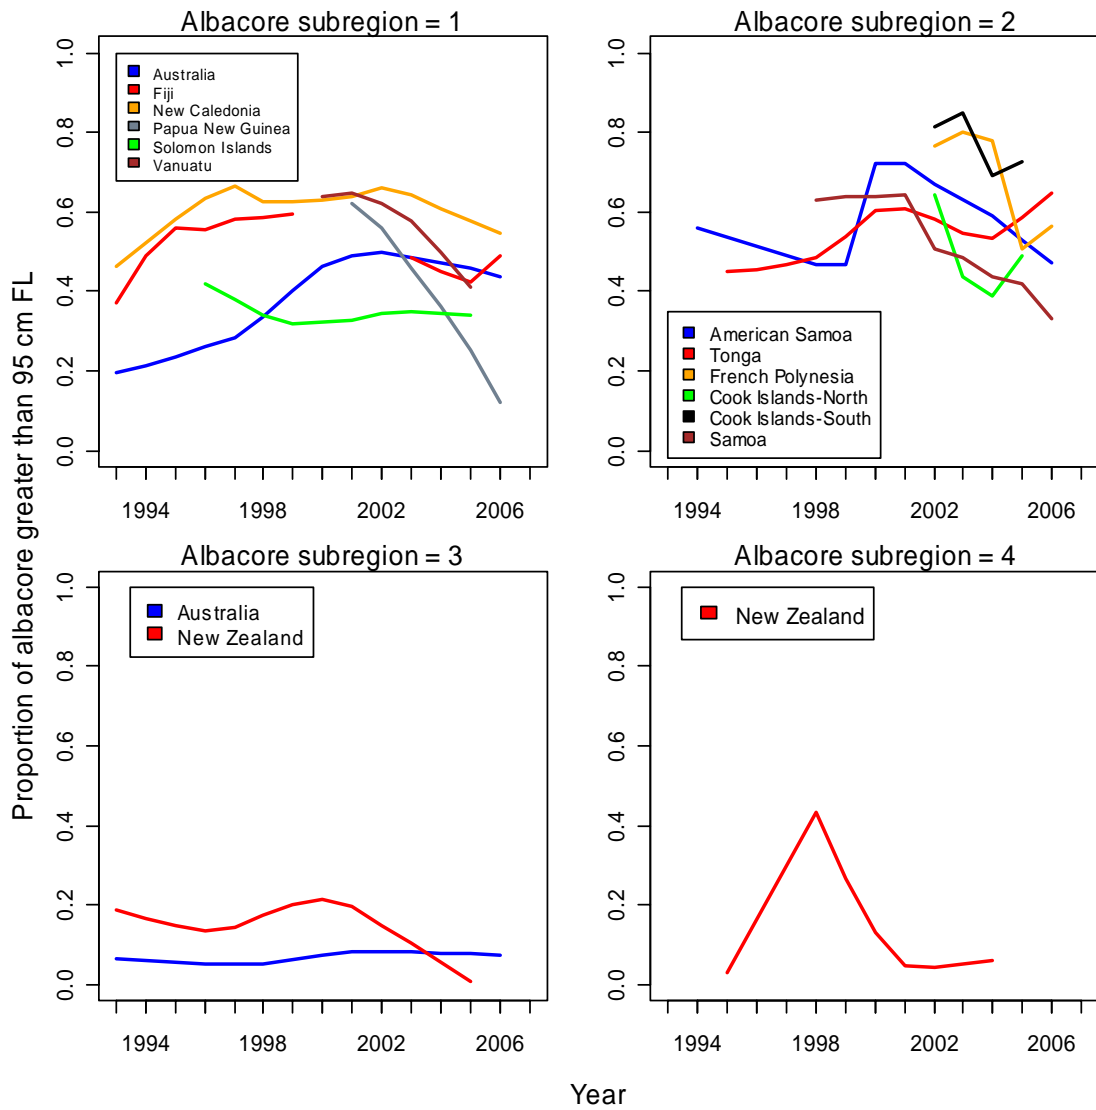 Albacore subregion = 1
1.0
0.8
0.6
0.4
0.2
0.0
Australia
Fiji
New Caledonia
Papua New Guinea
Solomon Islands
Vanuatu
1994 1998 2002 2006
Albacore subregion = 2
1.0
0.8
0.6
0.4
0.2
0.0
American Samoa
Tonga
French Polynesia
Cook Islands-North
Cook Islands-South
Samoa
1994 1998 2002 2006
Proportion of albacore greater than 95 cm FL
Albacore subregion = 3
1.0
0.8
0.6
0.4
0.2
0.0
Australia
New Zealand
1994 1998 2002 2006
Albacore subregion = 4
1.0
0.8
0.6
0.4
0.2
0.0
New Zealand
1994 1998 2002 2006
Year